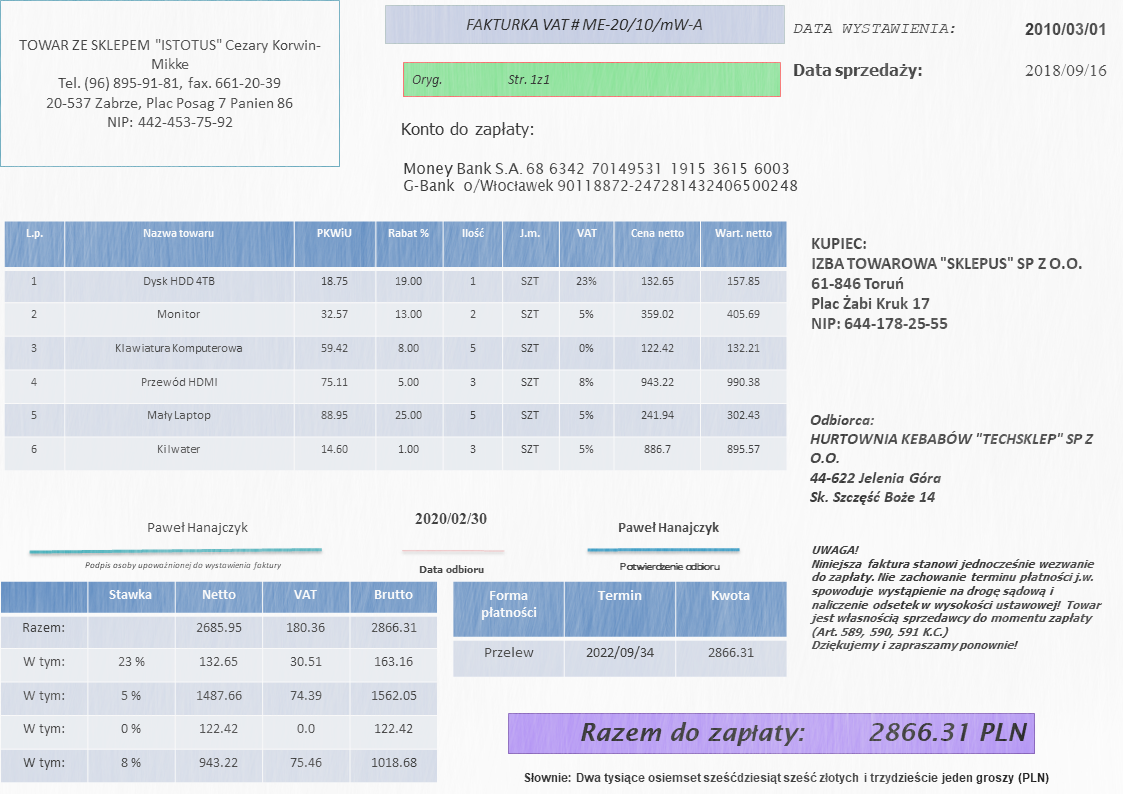 TOWAR ZE SKLEPEM "ISTOTUS" Cezary Korwin-
Mikke
Tel. (96) 895-91-81, fax. 661-20-39
20-537 Zabrze, Plac Posag 7 Panien 86
NIP: 442-453-75-92
FAKTURKA VAT # ME-20/10/mW-A
Oryg. Str. 1z1
DATA WYSTAWIENIA: 2010/03/01
Data sprzedaży: 2018/09/16
Konto do zapłaty:
Money Bank S.A. 68 6342 70149531 1915 3615 6003
G-Bank o/Włocławek 90118872-247281432406500248
L.p. Nazwa towaru PKWiU Rabat % Ilość J.m. VAT Cena netto Wart. netto
1 Dysk HDD 4TB 18.75 19.00 1 SZT 23% 132.65 157.85
2 Monitor 32.57 13.00 2 SZT 5% 359.02 405.69
3 Klawiatura Komputerowa 59.42 8.00 5 SZT 0% 122.42 132.21
4 Przewód HDMI 75.11 5.00 3 SZT 8% 943.22 990.38
5 Mały Laptop 88.95 25.00 5 SZT 5% 241.94 302.43
6 Kilwater 14.60 1.00 3 SZT 5% 886.7 895.57
KUPIEC:
IZBA TOWAROWA "SKLEPUS" SP Z O.O.
61-846 Toruń
Plac Żabi Kruk 17
NIP: 644-178-25-55
Odbiorca:
HURTOWNIA KEBABÓW "TECHSKLEP" SP Z
O.O.
44-622 Jelenia Góra
Sk. Szczęść Boże 14
Paweł Hanajczyk
Podpis osoby upoważnionej do wystawienia faktury
2020/02/30
Data odbioru
Paweł Hanajczyk
Potwierdzenie odbioru
UWAGA!
Niniejsza faktura stanowi jednocześnie wezwanie
do zapłaty. Nie zachowanie terminu płatności j.w.
spowoduje wystąpienie na drogę sądową i
naliczenie odsetek w wysokości ustawowej! Towar
jest własnością sprzedawcy do momentu zapłaty
(Art. 589, 590, 591 K.C.)
Dziękujemy i zapraszamy ponownie!
Stawka Netto VAT Brutto
Razem: 2685.95 180.36 2866.31
W tym: 23 % 132.65 30.51 163.16
W tym: 5 % 1487.66 74.39 1562.05
W tym: 0 % 122.42 0.0 122.42
W tym: 8 % 943.22 75.46 1018.68
Forma
płatności Termin Kwota
Przelew 2022/09/34 2866.31
Razem do zapłaty: 2866.31 PLN
Słownie: Dwa tysiące osiemset sześćdziesiąt sześć złotych i trzydzieście jeden groszy (PLN)